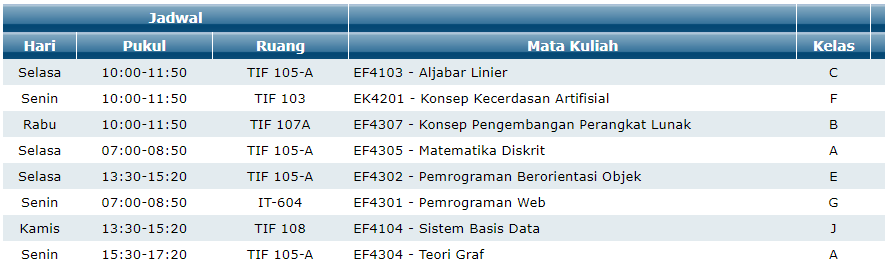 Jadwal
Hari Pukul Ruang Mata Kuliah Kelas
Selasa 10:00-11:50 TIF 105-A EF4103 - Aljabar Linier C
Senin 10:00-11:50 TIF 103 EK4201 - Konsep Kecerdasan Artifisial F
Rabu 10:00-11:50 TIF 107A EF4307 - Konsep Pengembangan Perangkat Lunak B
Selasa 07:00-08:50 TIF 105-A EF4305 - Matematika Diskrit A
Selasa 13:30-15:20 TIF 105-A EF4302 - Pemrograman Berorientasi Objek E
Senin 07:00-08:50 IT-604 EF4301 - Pemrograman Web G
Kamis 13:30-15:20 TIF 108 EF4104 - Sistem Basis Data J
Senin 15:30-17:20 TIF 105-A EF4304 - Teori Graf A